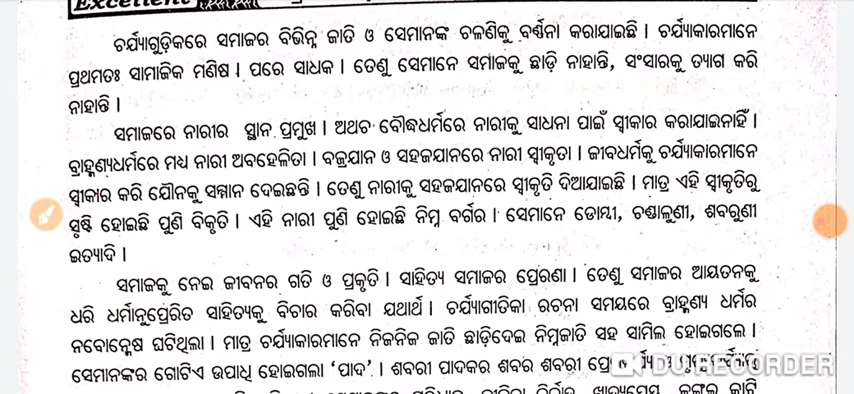 Excellent
ଚର୍ଯ୍ୟାଗୁଡ଼ିକରେ ସମାଜର ବିଭିନ୍ନ ଜାତି ଓ ସେମାନଙ୍କ ଚଳଣିକୁ ବର୍ଣ୍ଣନା କରାଯାଇଛି । ଚର୍ଯ୍ୟାକାରମାନେ
ପ୍ରଥମତଃ ସାମାଜିକ ମଣିଷ । ପରେ ସାଧକ । ତେଣୁ ସେମାନେ ସମାଜକୁ ଛାଡ଼ି ନାହାନ୍ତି, ସଂସାରକୁ ତ୍ୟାଗ କରି
ନାହାନ୍ତି ।
ସମାଜରେ ନାରୀର ସ୍ଥାନ ପ୍ରମୁଖ । ଅଥଚ ବୌଦ୍ଧଧର୍ମରେ ନାରୀକୁ ସାଧନା ପାଇଁ ସ୍ୱୀକାର କରାଯାଇନାହିଁ ।
ବ୍ରାହ୍ମଣ୍ୟଧର୍ମରେ ମଧ୍ୟ ନାରୀ ଅବହେଳିତା । ବଜ୍ରଯାନ ଓ ସହଜଯାନରେ ନାରୀ ସ୍ୱୀକୃତା । ଜୀବଧର୍ମକୁ ଚର୍ଯ୍ୟାକାରମାନେ
ସ୍ୱୀକାର କରି ଯୌନକୁ ସମ୍ମାନ ଦେଇଛନ୍ତି । ତେଣୁ ନାରୀକୁ ସହଜଯାନରେ ସ୍ୱୀକୃତି ଦିଆଯାଇଛି । ମାତ୍ର ଏହି ସ୍ୱୀକୃତିରୁ
ସୃଷ୍ଟି ହୋଇଛି ପୁଣି ବିକୃତି । ଏହି ନାରୀ ପୁଣି ହୋଇଛି ନିମ୍ନ ବର୍ଗର । ସେମାନେ ଡୋମ୍ବୀ, ଚଣ୍ଡାଳୁଣୀ, ଶବରୁଣୀ
ଇତ୍ୟାଦି ।
ସମାଜକୁ ନେଇ ଜୀବନର ଗତି ଓ ପ୍ରକୃତି । ସାହିତ୍ୟ ସମାଜର ପ୍ରେରଣା । ତେଣୁ ସମାଜର ଆୟତନକୁ
ଧରି ଧର୍ମାନୁପ୍ରେରିତ ସାହିତ୍ୟକୁ ବିଚାର କରିବା ଯଥାର୍ଥ । ଚର୍ଯ୍ୟାଗୀତିକା ରଚନା ସମୟରେ ବ୍ରାହ୍ମଣ୍ୟ ଧର୍ମର
ନବୋନ୍ମେଷ ଘଟିଥିଲା । ମାତ୍ର ଚର୍ଯ୍ୟାକାରମାନେ ନିଜନିଜ ଜାତି ଛାଡ଼ିଦେଇ ନିମ୍ନଜାତି ସହ ସାମିଲ ହୋଇଗଲେ ।
ସେମାନଙ୍କର ଗୋଟିଏ ଉପାଧି ହୋଇଗଲା ‘ପାଦ’ । ଶବରୀ ପାଦଙ୍କର ଶବର ଶବରୀ
DU RECORDER